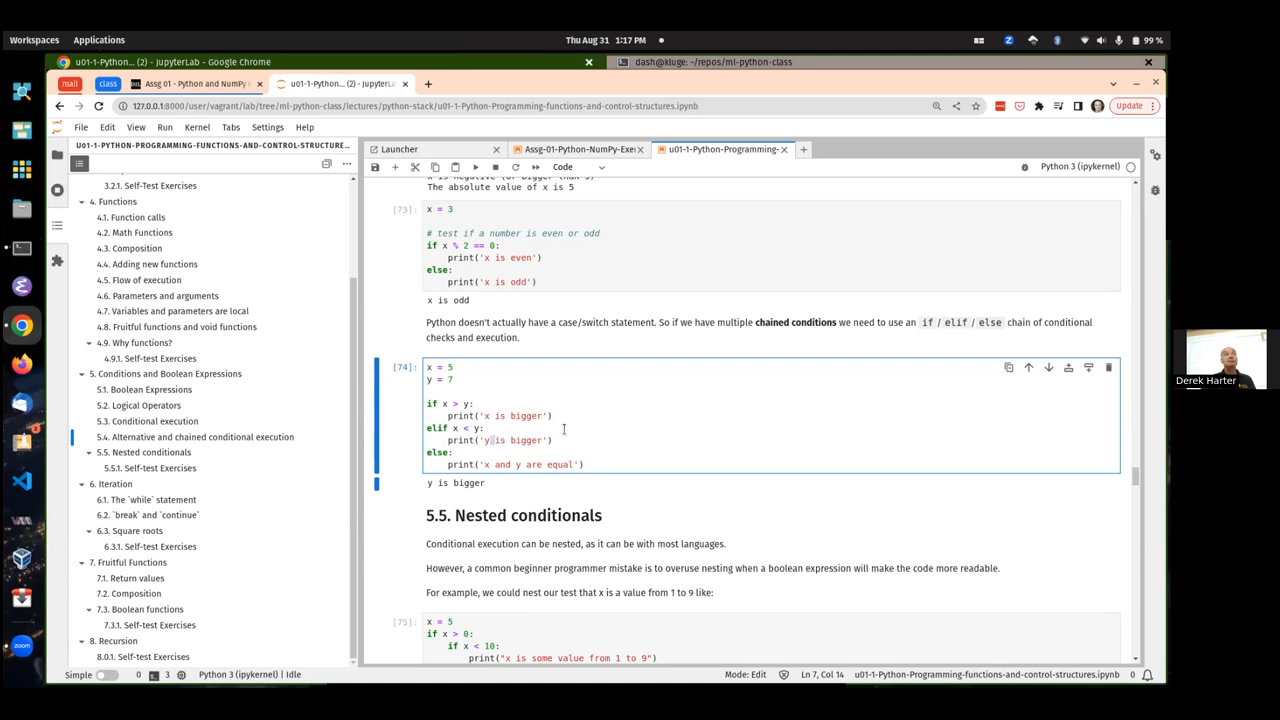 Workspaces Applications Thu Aug 31 1:17 PM 99 %
u01-1-Python... (2) - JupyterLab - Google Chrome dash@kluge: ~/repos/ml-python-class
mail class Assg 01 - Python and NumPy u01-1-Python... (2) - JupyterL
127.0.0.1:8000/user/vagrant/lab/tree/ml-python-class/lectures/python-stack/u01-1-Python-Programming-functions-and-control-structures.ipynb Update
File Edit View Run Kernel Tabs Settings Help
U01-1-PYTHON-PROGRAMMING-FUNCTIONS-AND-CONTROL-STRUCTURE...
3.2.1. Self-Test Exercises
4. Functions
4.1. Function calls
4.2. Math Functions
4.3. Composition
4.4. Adding new functions
4.5. Flow of execution
4.6. Parameters and arguments
4.7. Variables and parameters are local
4.8. Fruitful functions and void functions
4.9. Why functions?
4.9.1. Self-test Exercises
5. Conditions and Boolean Expressions
5.1. Boolean Expressions
5.2. Logical Operators
5.3. Conditional execution
5.4. Alternative and chained conditional execution
5.5. Nested conditionals
5.5.1. Self-test Exercises
6. Iteration
6.1. The `while` statement
6.2. `break` and `continue`
6.3. Square roots
6.3.1. Self-test Exercises
7. Fruitful Functions
7.1. Return values
7.2. Composition
7.3. Boolean functions
7.3.1. Self-test Exercises
8. Recursion
8.0.1. Self-test Exercises
Launcher Assg-01-Python-NumPy-Exe u01-1-Python-Programming-
Code Python 3 (ipykernel)
The absolute value of x is 5
[73]: x = 3
# test if a number is even or odd
if x % 2 == 0:
print('x is even')
else:
print('x is odd')
x is odd
Python doesn't actually have a case/switch statement. So if we have multiple chained conditions we need to use an if / elif / else chain of conditional
checks and execution.
[74]: x = 5
y = 7
if x > y:
print('x is bigger')
elif x < y:
print('y is bigger')
else:
print('x and y are equal')
y is bigger
5.5. Nested conditionals
Conditional execution can be nested, as it can be with most languages.
However, a common beginner programmer mistake is to overuse nesting when a boolean expression will make the code more readable.
For example, we could nest our test that x is a value from 1 to 9 like:
[75]: x = 5
if x > 0:
if x < 10:
print("x is some value from 1 to 9")
Simple 0 3 Python 3 (ipykernel) | Idle Mode: Edit Ln 7, Col 14 u01-1-Python-Programming-functions-and-control-structures.ipynb 0
zoom
Derek Harter